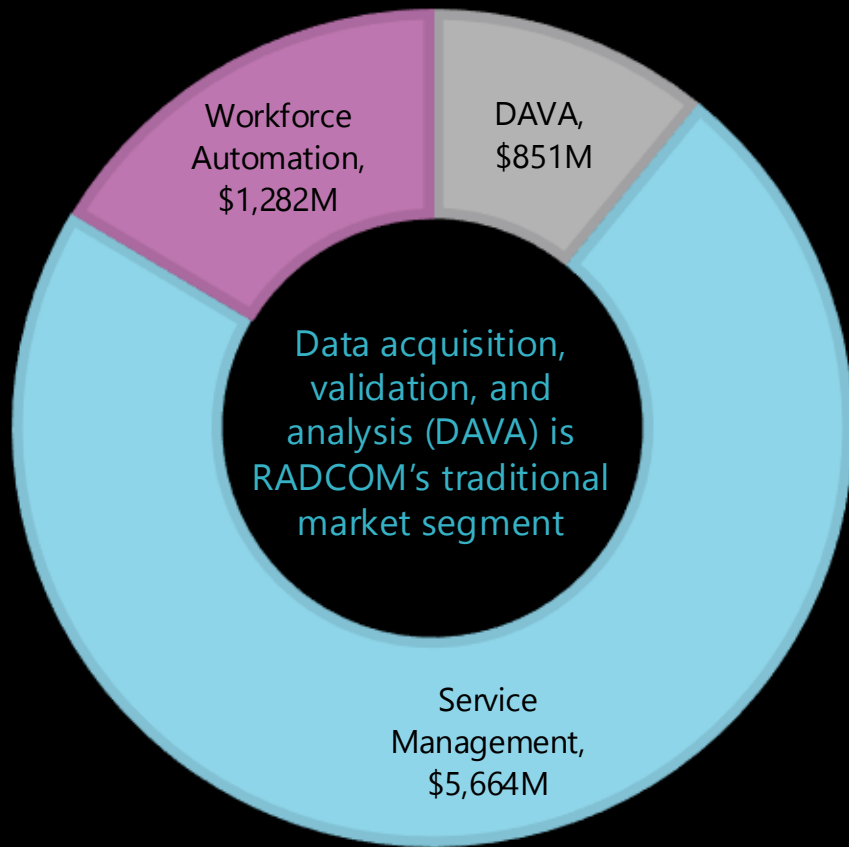 Workforce
Automation,
$1,282M
DAVA,
$851M
Data acquisition,
validation, and
analysis (DAVA) is
RADCOM’s traditional
market segment
Service
Management,
$5,664M